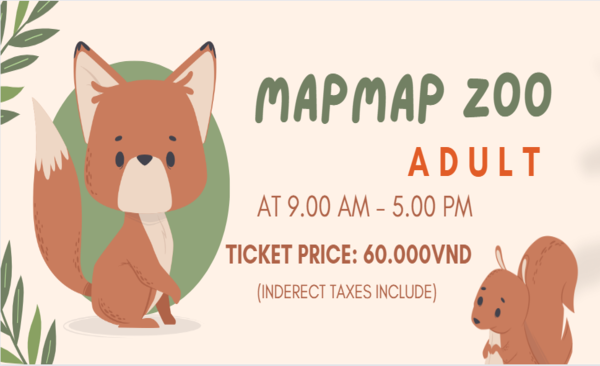 MAPMAP ZOO
ADULT
AT 9.00 AM – 5.00 PM
TICKET PRICE: 60.000VND
(INDERECT TAXES INCLUDE)